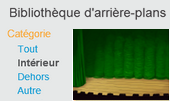 Bibliothèque d'arrière-plans
Catégorie
Tout
Intérieur
Dehors
Autre